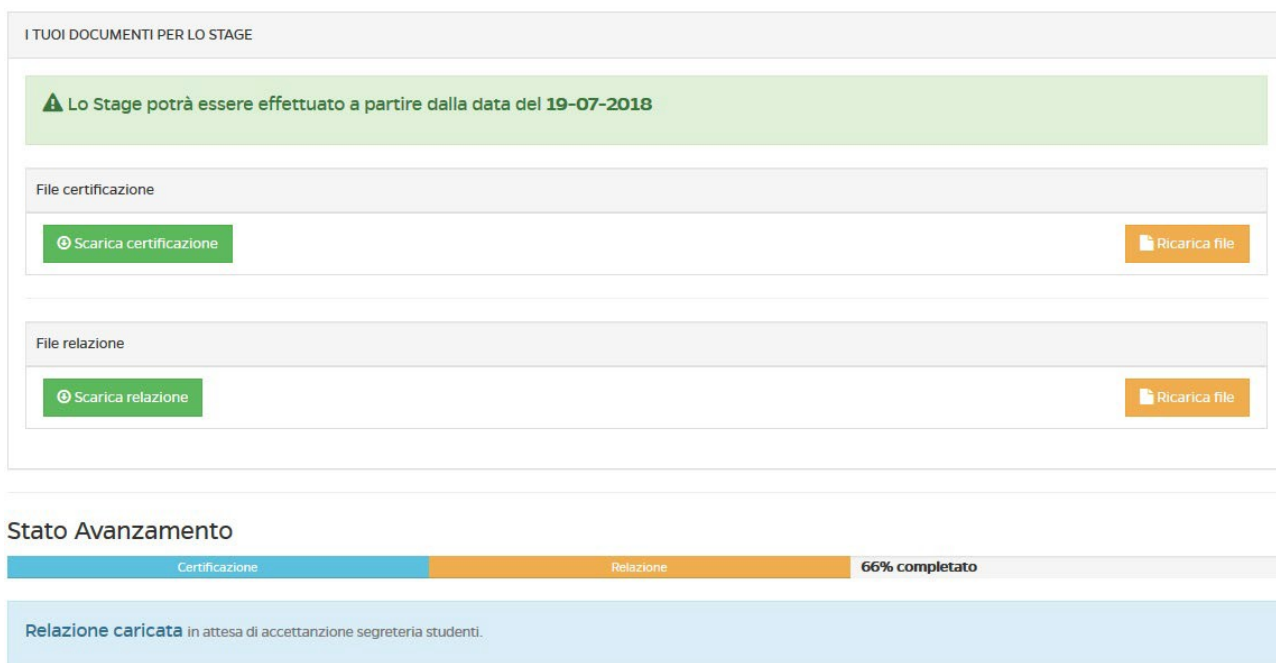 I TUOI DOCUMENTI PER LO STAGE
Lo Stage potrà essere effettuato a partire dalla data del 19-07-2018
File certificazione
Scarica certificazione
Ricarica file
File relazione
Scarica relazione
Ricarica file
Stato Avanzamento
Certificazione
Relazione
66% completato
Relazione caricata in attesa di accettanzione segreteria studenti.